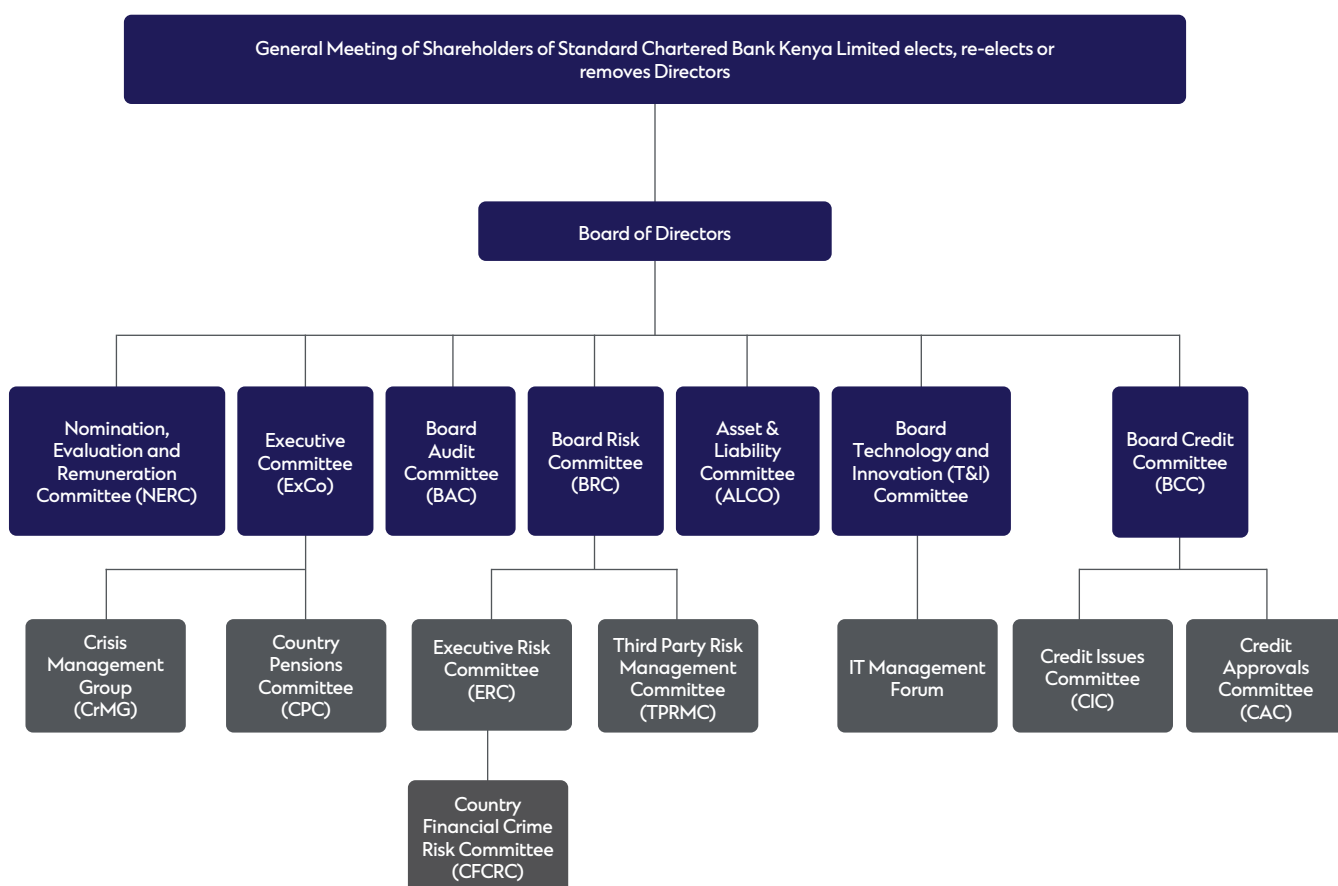 General Meeting of Shareholders of Standard Chartered Bank Kenya Limited elects, re-elects or
removes Directors
Board of Directors
Nomination,
Evaluation and
Remuneration
Committee (NERC)
Executive
Committee
(ExCo)
Board
Audit
Committee
(BAC)
Board Risk
Committee
(BRC)
Asset &
Liability
Committee
(ALCO)
Board
Technology and
Innovation (T&I)
Committee
Board Credit
Committee
(BCC)
Crisis
Management
Group
(CrMG)
Country
Pensions
Committee
(CPC)
Executive Risk
Committee
(ERC)
Third Party Risk
Management
Committee
(TPRMC)
IT Management
Forum
Credit Issues
Committee
(CIC)
Credit
Approvals
Committee
(CAC)
Country
Financial Crime
Risk Committee
(CFCRC)